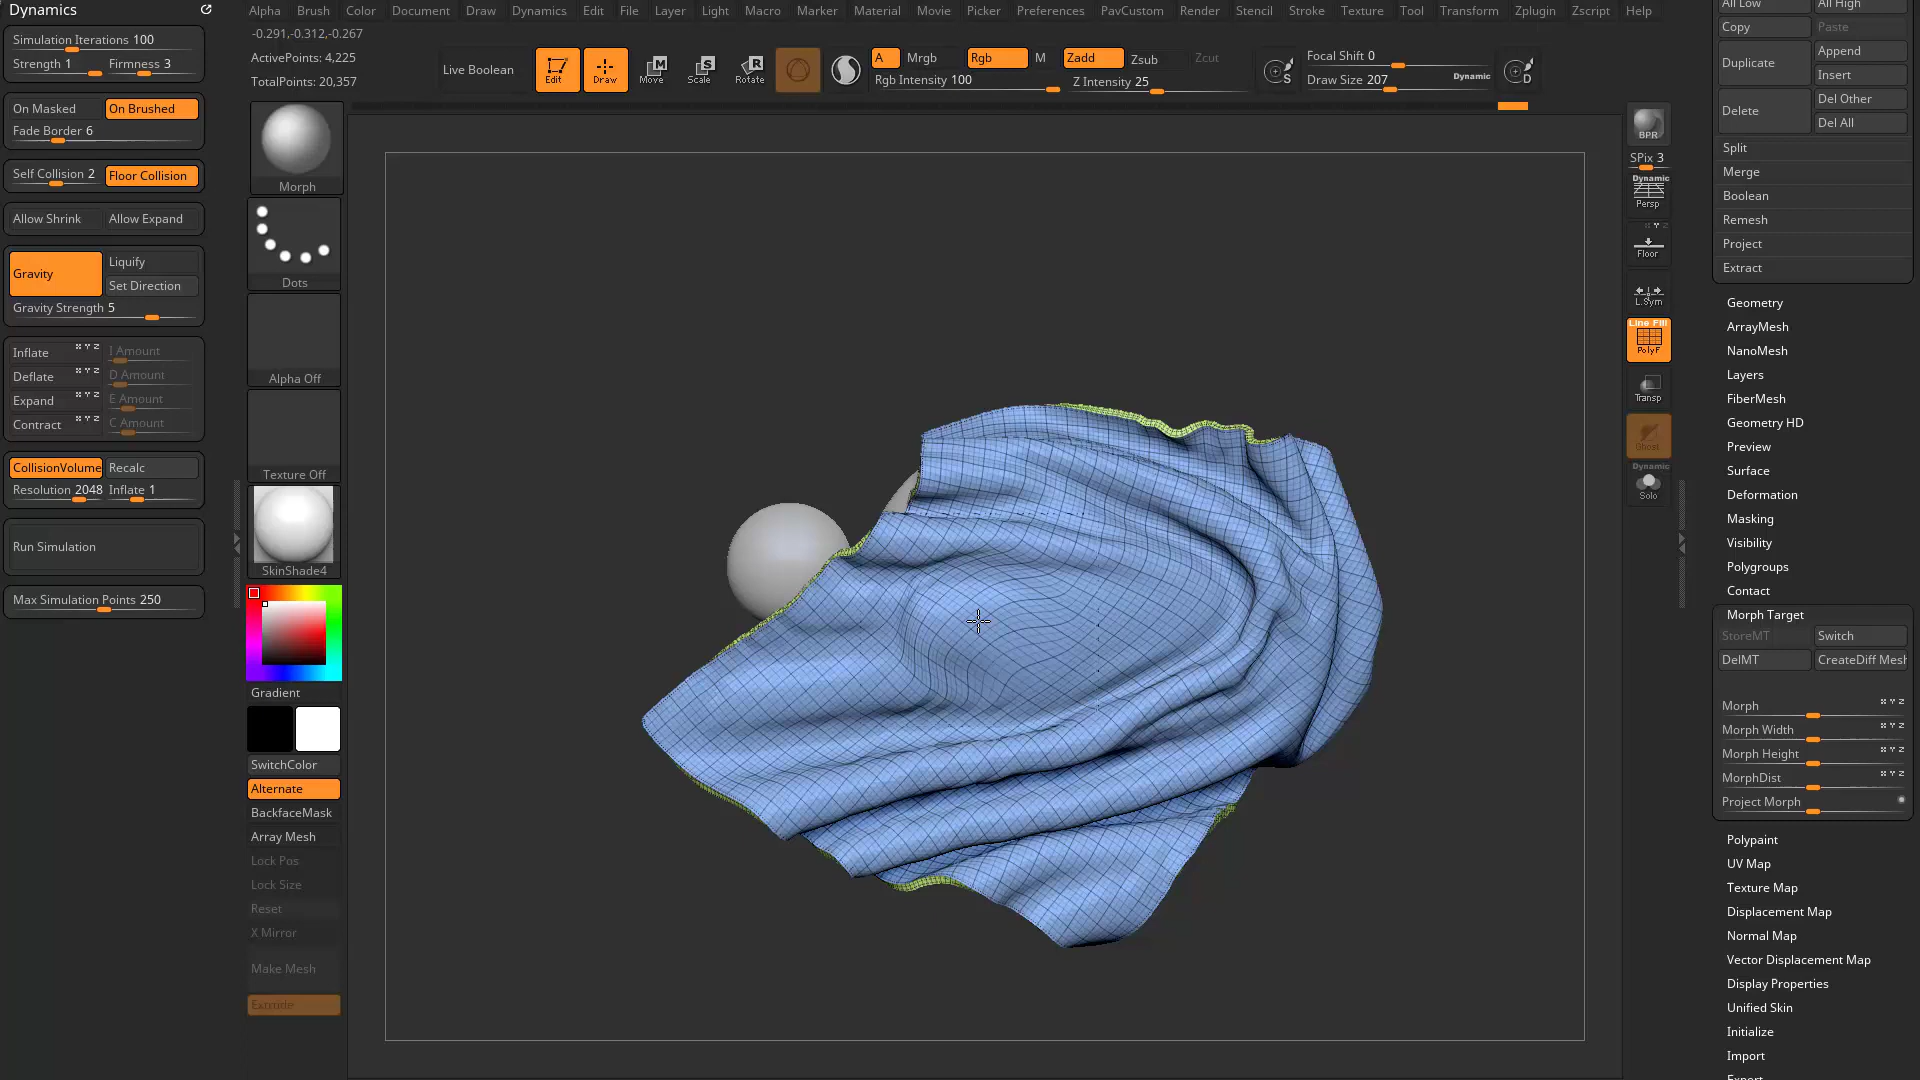 Dynamics
Simulation Iterations 100
Strength 1 Firmness 3
On Masked On Brushed
Fade Border 6
Self Collision 2 Floor Collision
Allow Shrink Allow Expand
Gravity Liquify
Set Direction
Gravity Strength 5
Inflate X Y Z I Amount
Deflate X Y Z D Amount
Expand X Y Z E Amount
Contract X Y Z C Amount
CollisionVolume Recalc
Resolution 2048 Inflate 1
Run Simulation
Max Simulation Points 250
Alpha Brush Color Document Draw Dynamics Edit File Layer Light Macro Marker Material Movie Picker Preferences PavCustom Render Stencil Stroke Texture Tool Transform Zplugin Zscript Help
-0.291,-0.312,-0.267
ActivePoints: 4,225
TotalPoints: 20,357
Live Boolean
Edit Draw Move Scale Rotate
M S R
A Mrgb Rgb M Zadd Zsub Zcut
Rgb Intensity 100 Z Intensity 25
S
Focal Shift 0
Draw Size 207 Dynamic
D
Morph
Dots
Alpha Off
Texture Off
SkinShade4
Gradient
SwitchColor
Alternate
BackfaceMask
Array Mesh
Lock Pos
Lock Size
Reset
X Mirror
Make Mesh
Extrude
BPR
SPix 3
Dynamic
Persp
Floor
L.Sym
Line Fill
PolyF
Transp
Ghost
Dynamic
Solo
All Low All High
Copy Paste
Duplicate Append
Insert
Delete Del Other
Del All
Split
Merge
Boolean
Remesh
Project
Extract
Geometry
ArrayMesh
NanoMesh
Layers
FiberMesh
Geometry HD
Preview
Surface
Deformation
Masking
Visibility
Polygroups
Contact
Morph Target
StoreMT Switch
DelMT CreateDiff Mesh
Morph X Y Z
Morph Width X Y Z
Morph Height X Y Z
MorphDist X Y Z
Project Morph
Polypaint
UV Map
Texture Map
Displacement Map
Normal Map
Vector Displacement Map
Display Properties
Unified Skin
Initialize
Import
Export